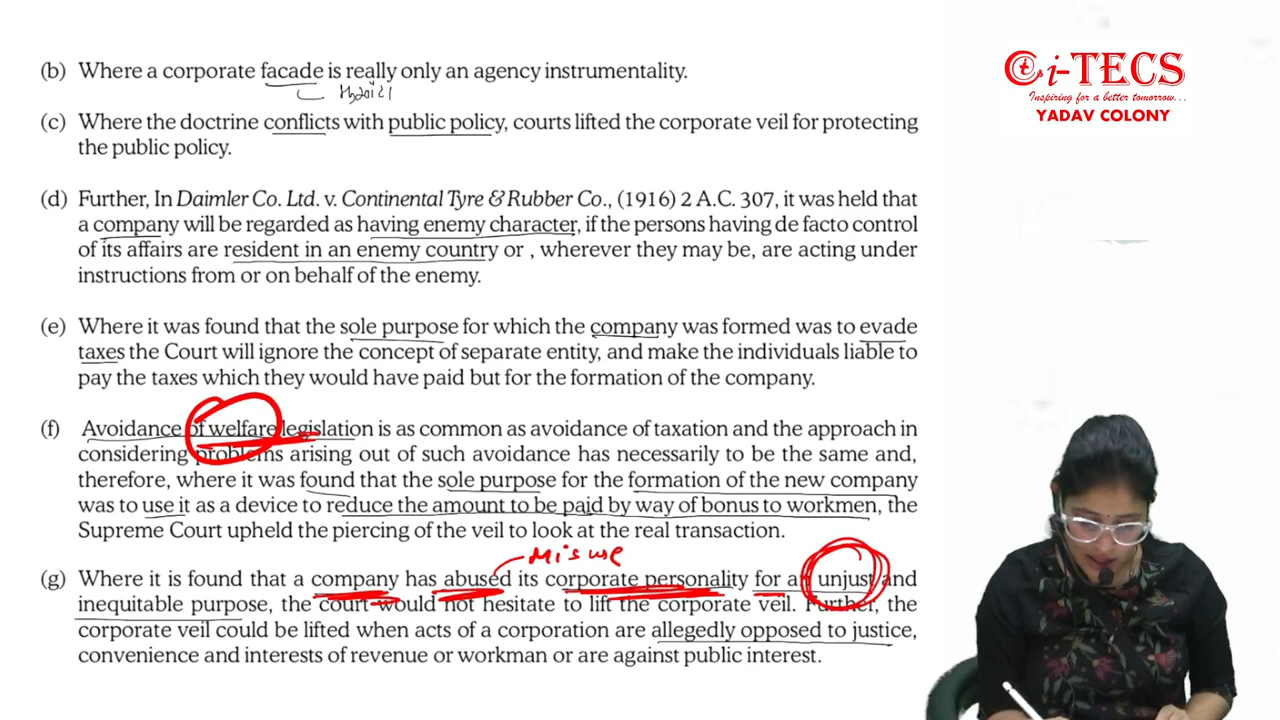 (b) Where a corporate facade is really only an agency instrumentality.
(c) Where the doctrine conflicts with public policy, courts lifted the corporate veil for protecting
the public policy.
(d) Further, In Daimler Co. Ltd. v. Continental Tyre & Rubber Co., (1916) 2 A.C. 307, it was held that
a company will be regarded as having enemy character, if the persons having de facto control
of its affairs are resident in an enemy country or , wherever they may be, are acting under
instructions from or on behalf of the enemy.
(e) Where it was found that the sole purpose for which the company was formed was to evade
taxes the Court will ignore the concept of separate entity, and make the individuals liable to
pay the taxes which they would have paid but for the formation of the company.
(f) Avoidance of welfare legislation is as common as avoidance of taxation and the approach in
considering problems arising out of such avoidance has necessarily to be the same and,
therefore, where it was found that the sole purpose for the formation of the new company
was to use it as a device to reduce the amount to be paid by way of bonus to workmen, the
Supreme Court upheld the piercing of the veil to look at the real transaction.
Misuse
(g) Where it is found that a company has abused its corporate personality for an unjust and
inequitable purpose, the court would not hesitate to lift the corporate veil. Further, the
corporate veil could be lifted when acts of a corporation are allegedly opposed to justice,
convenience and interests of revenue or workman or are against public interest.
i-TECS
Inspiring for a better tomorrow...
YADAV COLONY